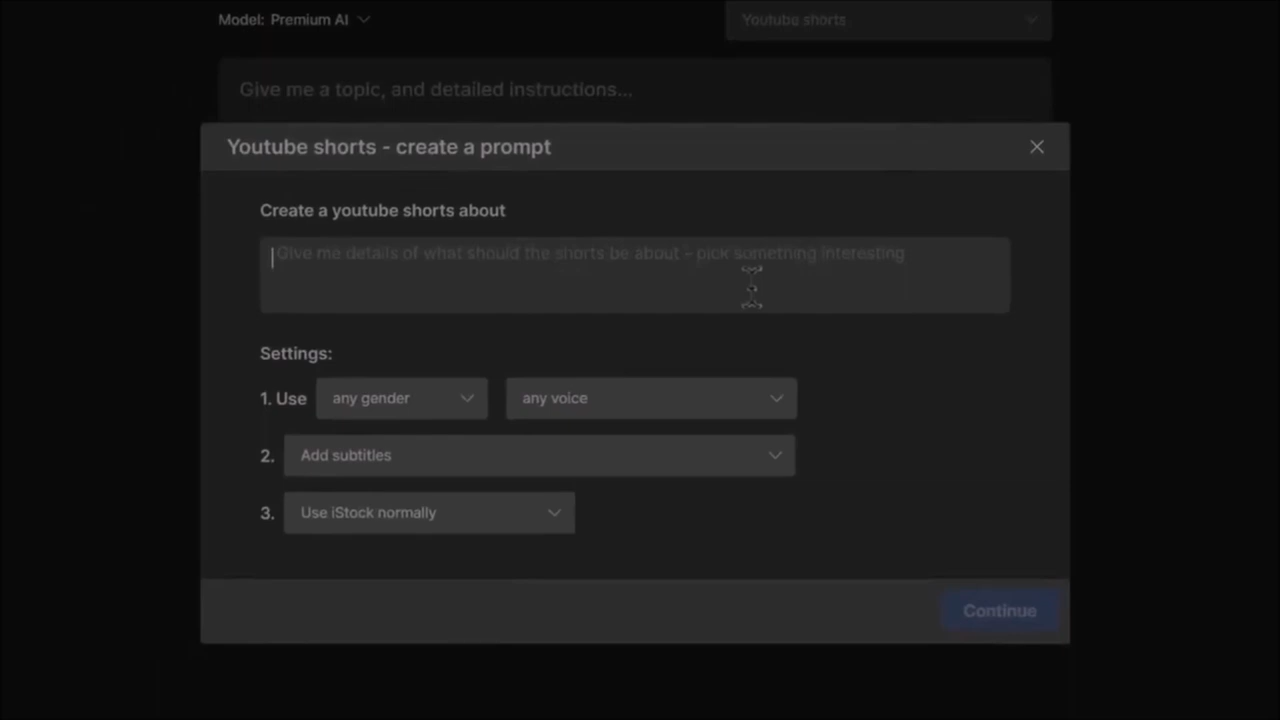 Model: Premium AI
Youtube shorts
Give me a topic, and detailed instructions...
Youtube shorts - create a prompt
Create a youtube shorts about
Give me details of what should the shorts be about - pick something interesting
Settings:
1. Use any gender any voice
2. Add subtitles
3. Use iStock normally
Continue